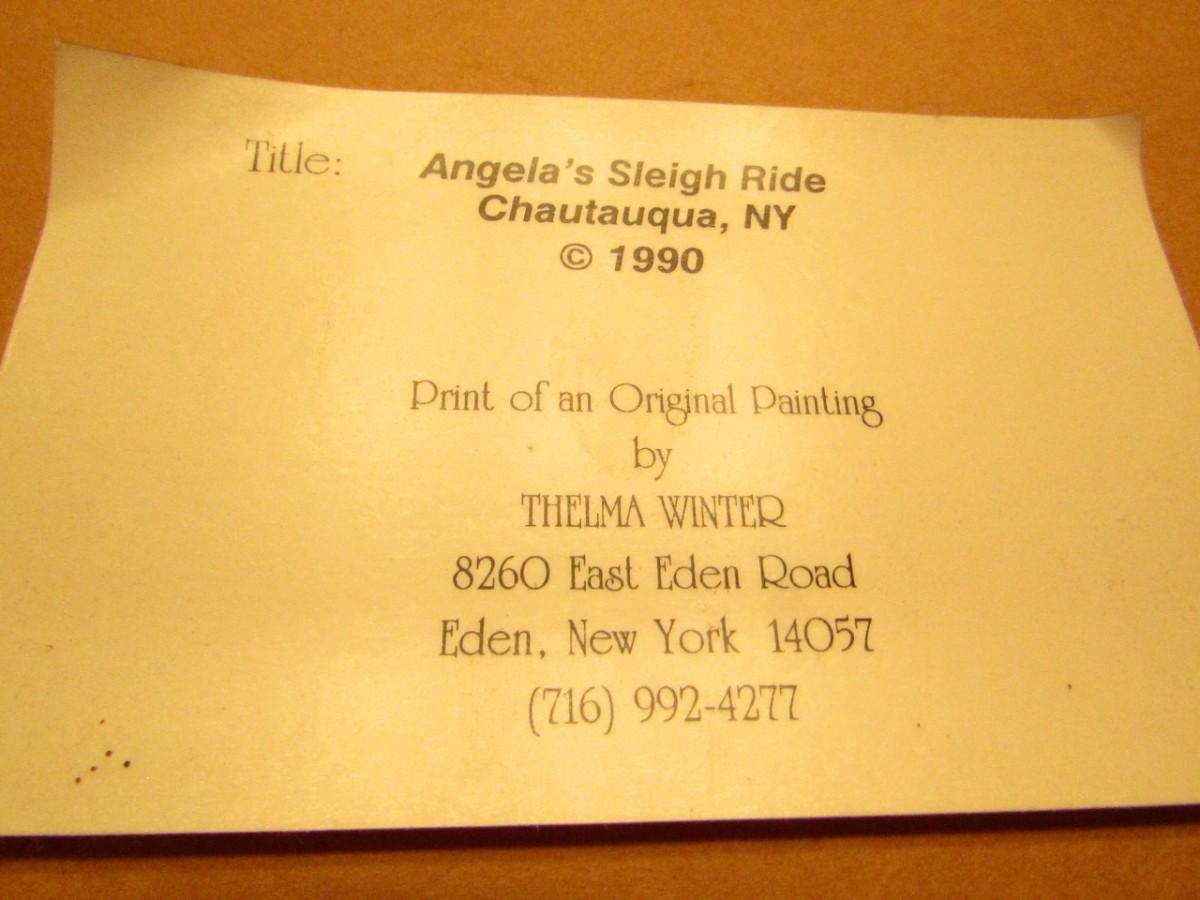 Title: Angela's Sleigh Ride
Chautauqua, NY
© 1990
Print of an Original Painting
by
THELMA WINTER
8260 East Eden Road
Eden, New York 14057
(716) 992-4277